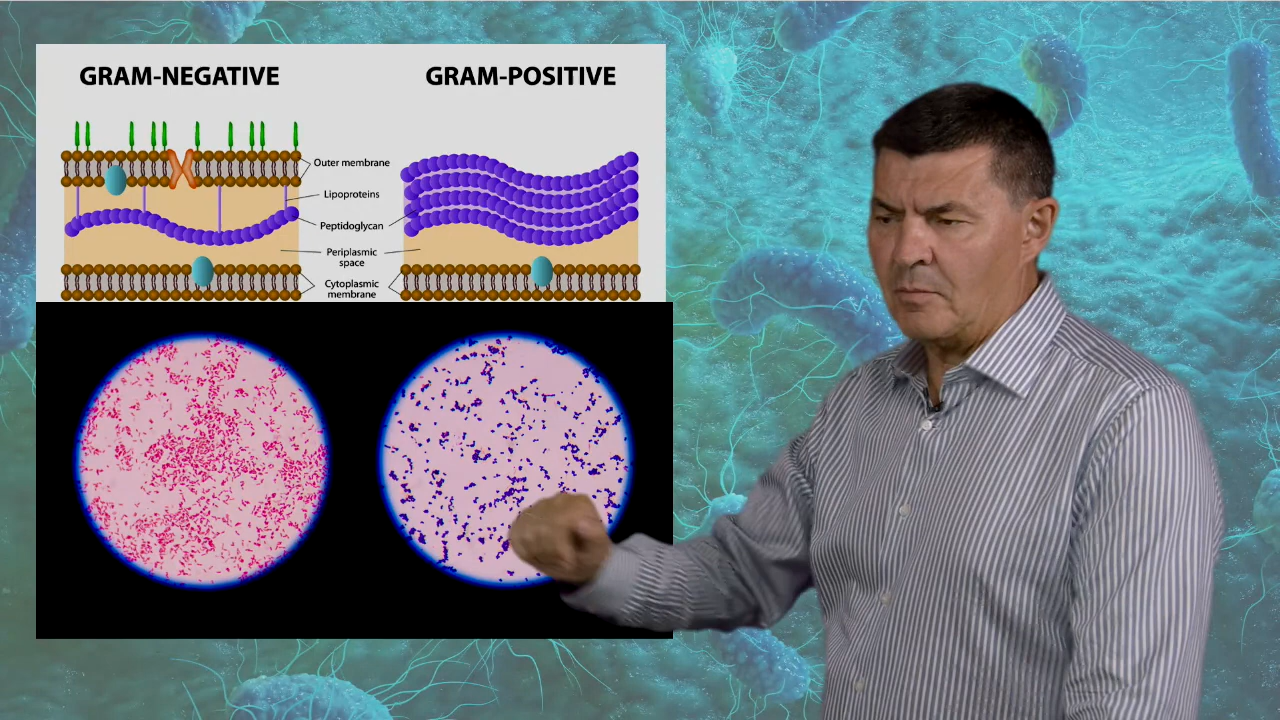 GRAM-NEGATIVE
GRAM-POSITIVE
Outer membrane
Lipoproteins
Peptidoglycan
Periplasmic
space
Cytoplasmic
membrane